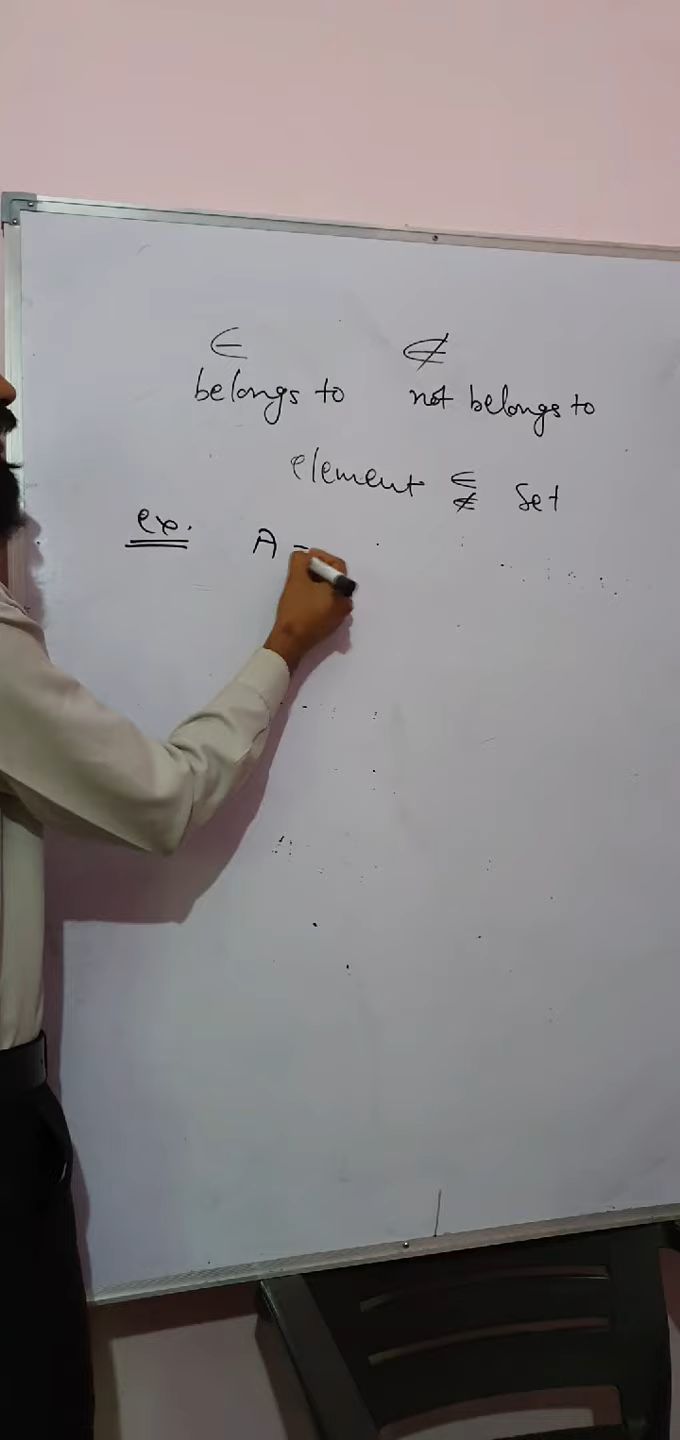 ∈ ∉
belongs to not belongs to
element ∈ ∉ Set
ex. A =